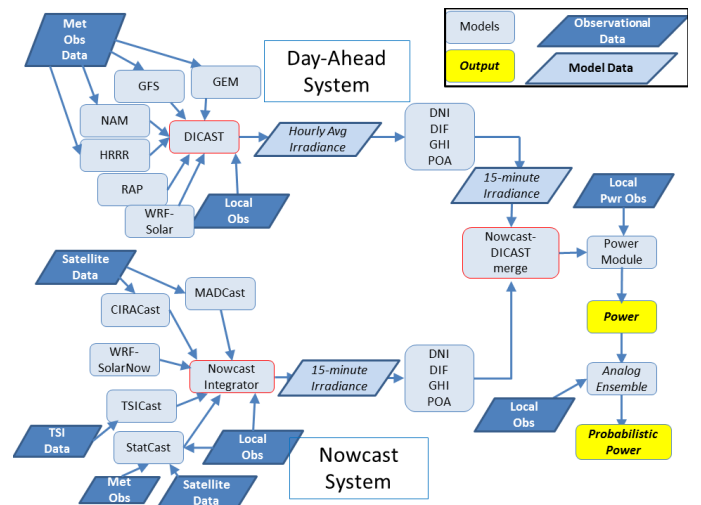 Met
Obs
Data
Day-Ahead
System
Models
Observational
Data
Output
Model Data
GFS
GEM
NAM
DICAST
HRRR
RAP
WRF-
Solar
Local
Obs
Hourly Avg
Irradiance
DNI
DIF
GHI
POA
15-minute
Irradiance
Local
Pwr Obs
Nowcast-
DICAST
merge
Power
Module
Power
Analog
Ensemble
Local
Obs
Probabilistic
Power
Satellite
Data
MADCast
CIRACast
WRF-
SolarNow
Nowcast
Integrator
15-minute
Irradiance
DNI
DIF
GHI
POA
TSICast
TSI
Data
StatCast
Local
Obs
Met
Obs
Satellite
Data
Nowcast
System